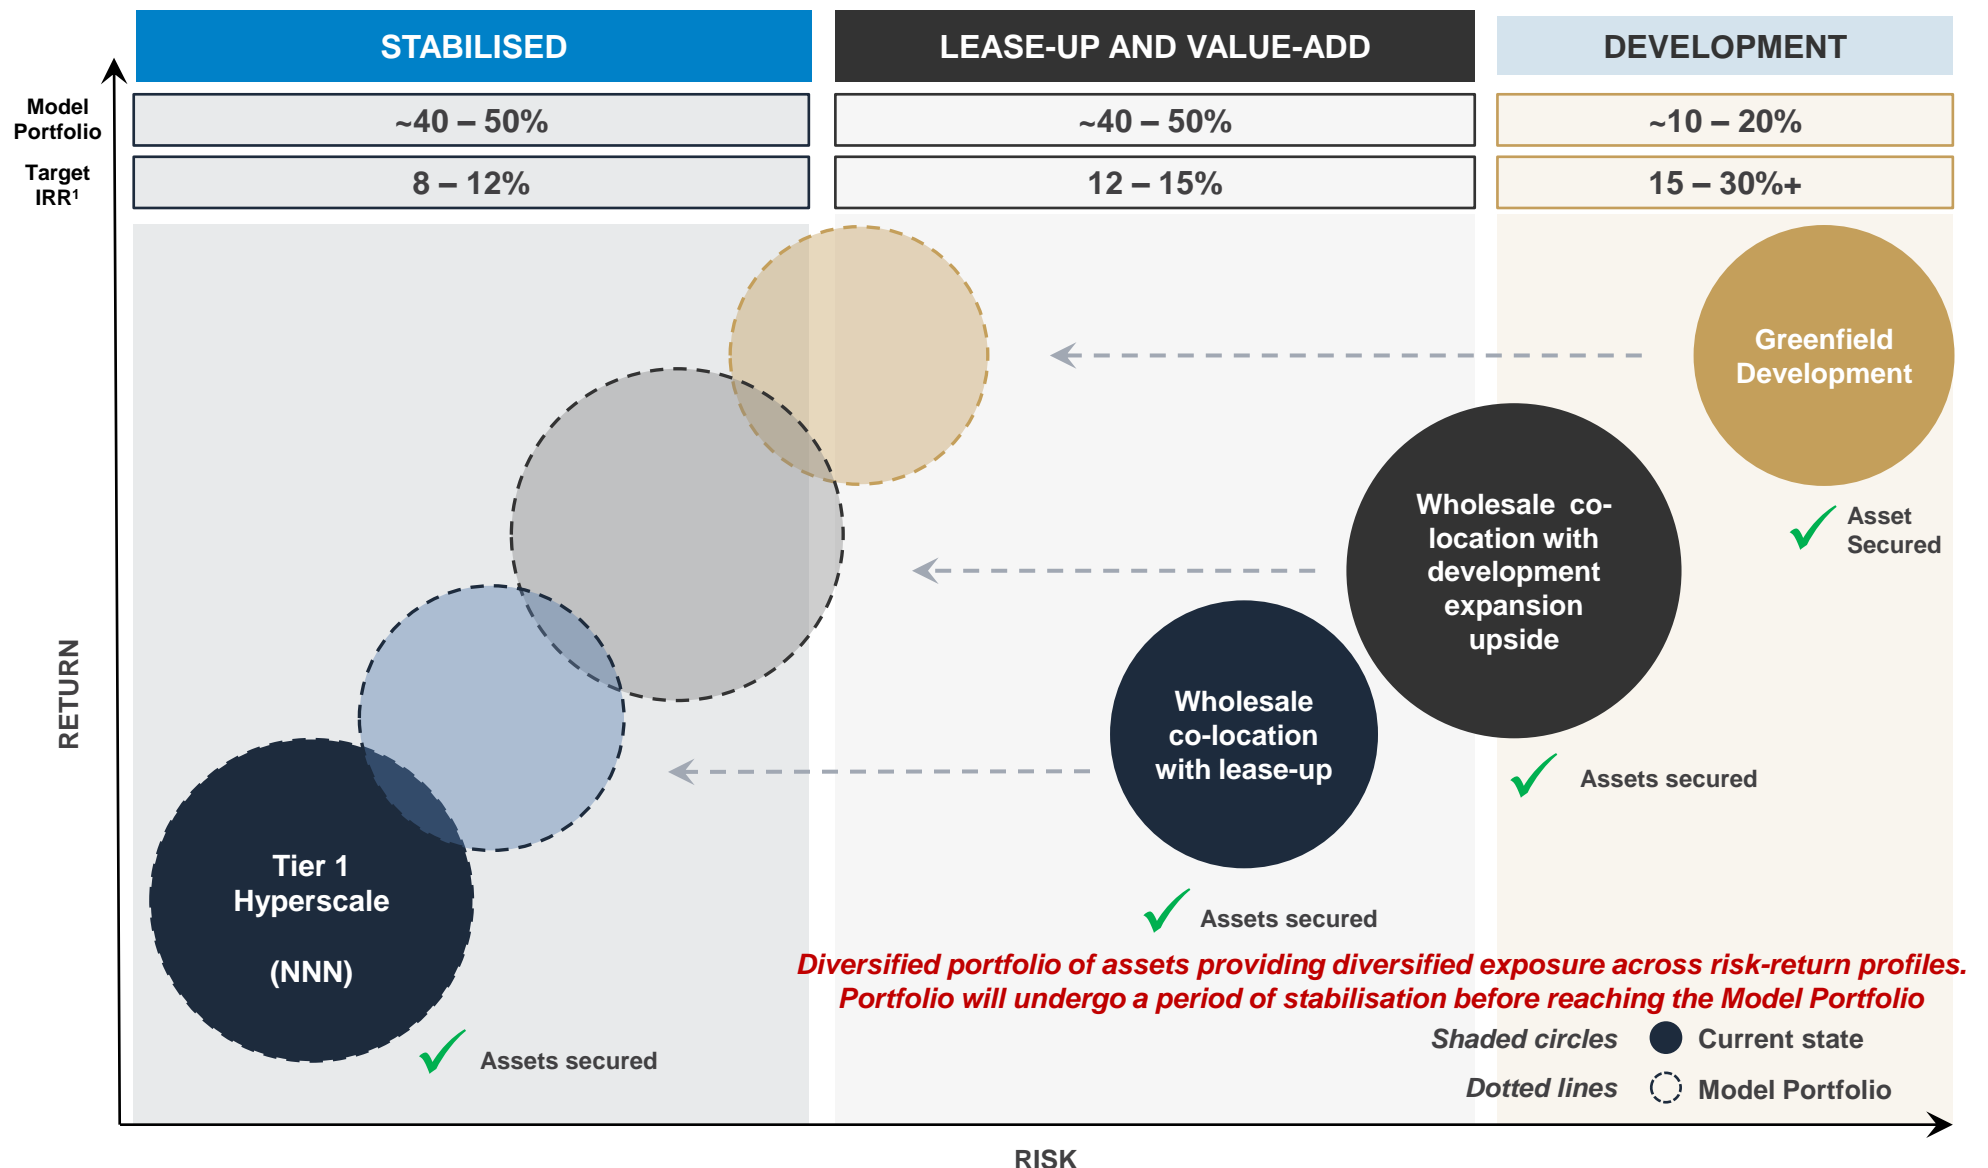 STABILISED
LEASE-UP AND VALUE-ADD
DEVELOPMENT
Model
Portfolio
~40 – 50%
~40 – 50%
~10 – 20%
Target
IRR¹
8 – 12%
12 – 15%
15 – 30%+
Greenfield
Development
Asset
Secured
Wholesale co-
location with
development
expansion
upside
Assets secured
Wholesale
co-location
with lease-up
Assets secured
Tier 1
Hyperscale
(NNN)
Assets secured
Diversified portfolio of assets providing diversified exposure across risk-return profiles.
Portfolio will undergo a period of stabilisation before reaching the Model Portfolio
Shaded circles Current state
Dotted lines Model Portfolio
RETURN
RISK